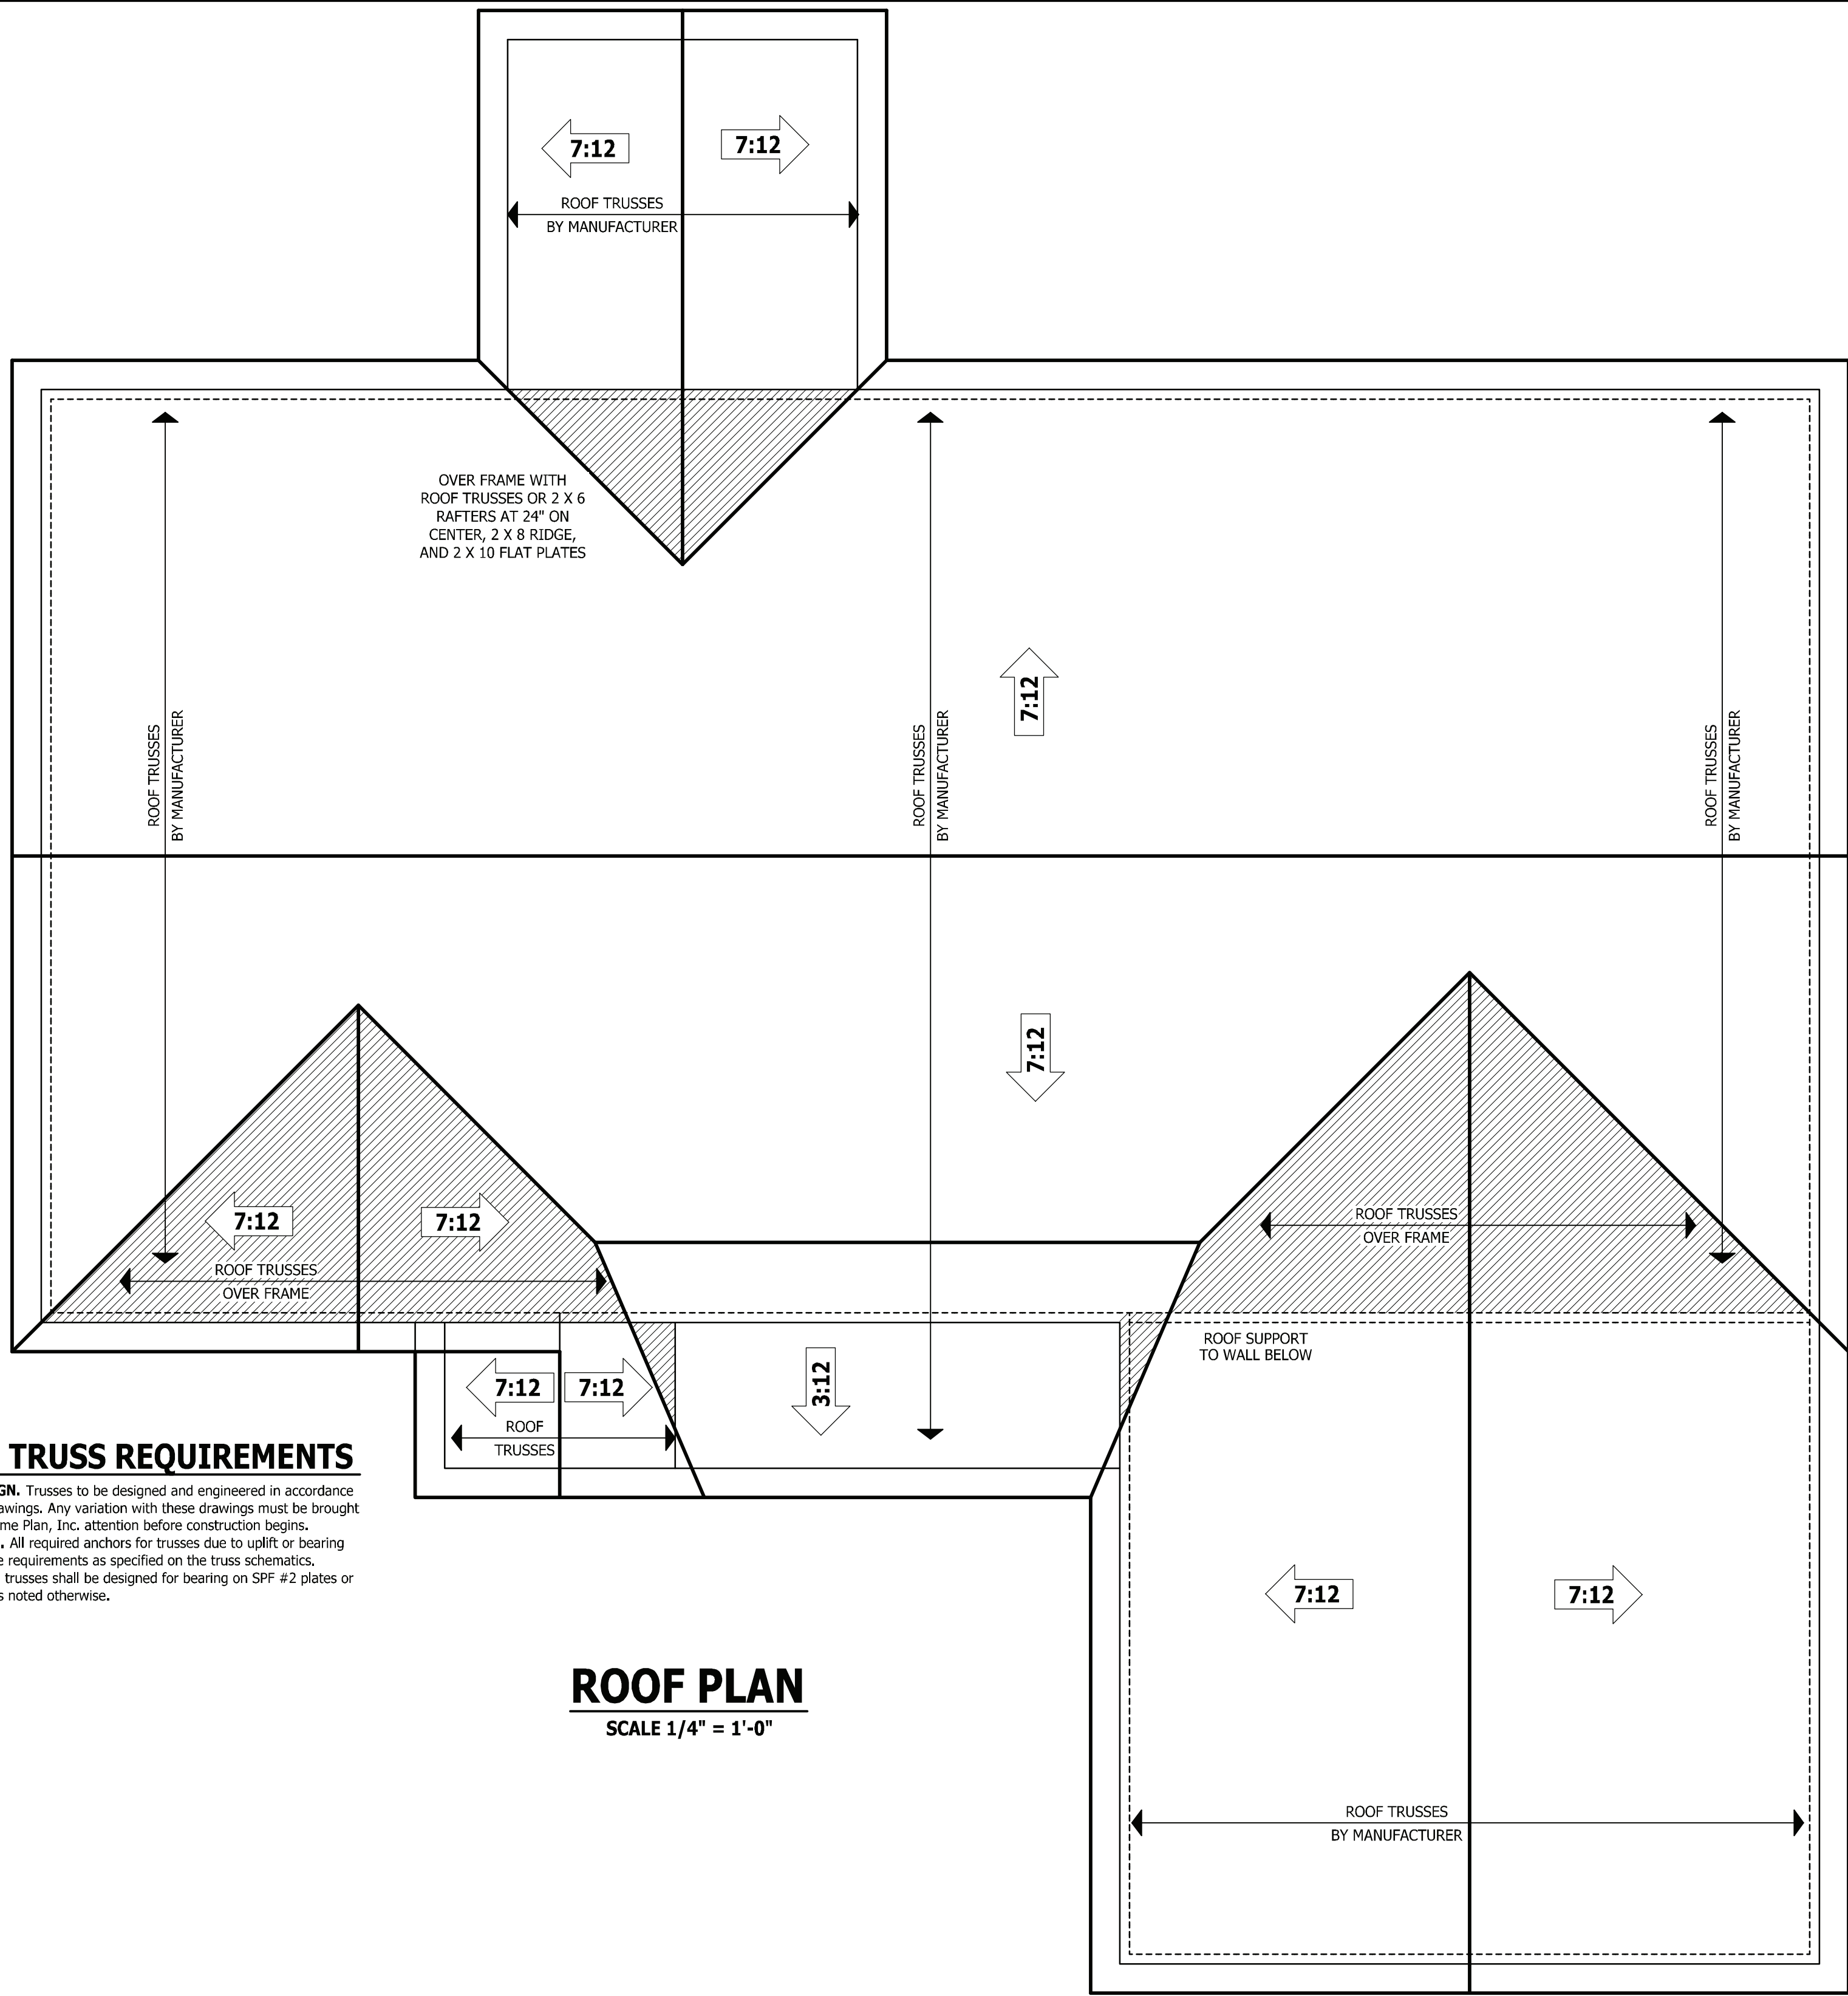 7:12
7:12
ROOF TRUSSES
BY MANUFACTURER
OVER FRAME WITH
ROOF TRUSSES OR 2 X 6
RAFTERS AT 24" ON
CENTER, 2 X 8 RIDGE,
AND 2 X 10 FLAT PLATES
7:12
ROOF TRUSSES
BY MANUFACTURER
ROOF TRUSSES
BY MANUFACTURER
ROOF TRUSSES
BY MANUFACTURER
7:12
7:12
7:12
ROOF TRUSSES
OVER FRAME
ROOF TRUSSES
OVER FRAME
ROOF SUPPORT
TO WALL BELOW
7:12
7:12
3:12
ROOF
TRUSSES
TRUSS REQUIREMENTS
GN. Trusses to be designed and engineered in accordance
awings. Any variation with these drawings must be brought
me Plan, Inc. attention before construction begins.
. All required anchors for trusses due to uplift or bearing
e requirements as specified on the truss schematics.
trusses shall be designed for bearing on SPF #2 plates or
s noted otherwise.
7:12
7:12
ROOF PLAN
SCALE 1/4" = 1'-0"
ROOF TRUSSES
BY MANUFACTURER